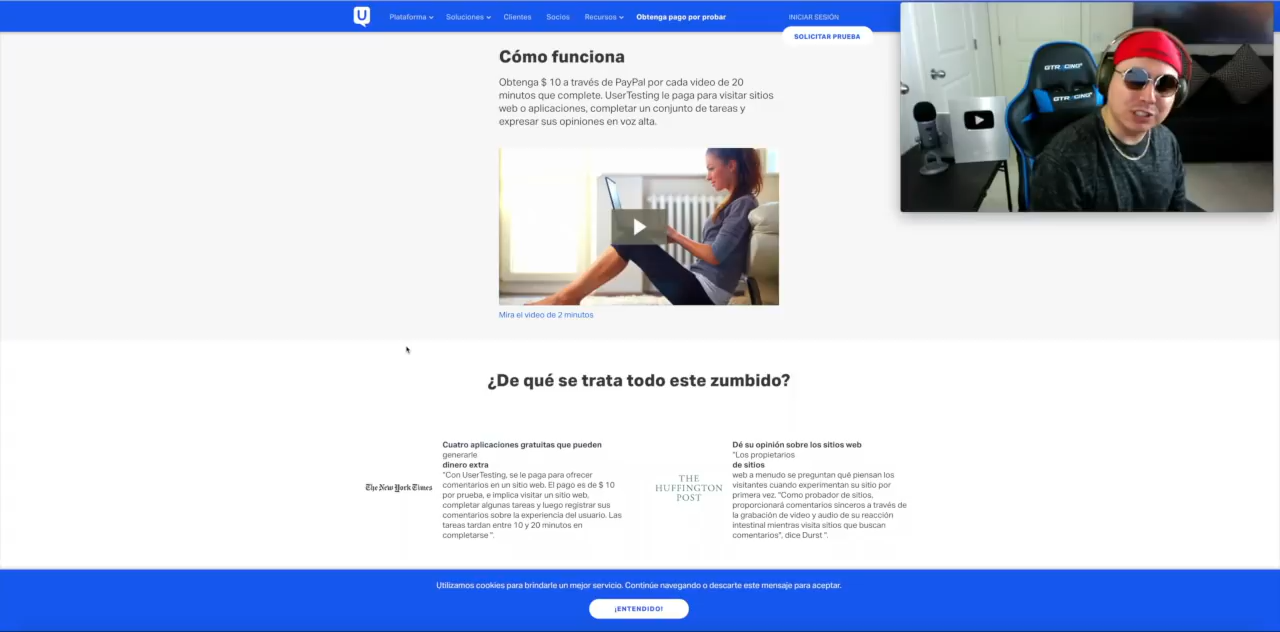 U
Plataforma
Soluciones
Clientes
Socios
Recursos
Obtenga pago por probar
INICIAR SESIÓN
SOLICITAR PRUEBA
Cómo funciona
Obtenga $ 10 a través de PayPal por cada video de 20
minutos que complete. UserTesting le paga para visitar sitios
web o aplicaciones, completar un conjunto de tareas y
expresar sus opiniones en voz alta.
Mira el video de 2 minutos
GTRACING
GTRACING
¿De qué se trata todo este zumbido?
The New York Times
Cuatro aplicaciones gratuitas que pueden
generarle
dinero extra
"Con UserTesting, se le paga para ofrecer
comentarios en un sitio web. El pago es de $ 10
por prueba, e implica visitar un sitio web,
completar algunas tareas y luego registrar sus
comentarios sobre la experiencia del usuario. Las
tareas tardan entre 10 y 20 minutos en
completarse ".
THE
HUFFINGTON
POST
Dé su opinión sobre los sitios web
"Los propietarios
de sitios
web a menudo se preguntan qué piensan los
visitantes cuando experimentan su sitio por
primera vez. "Como probador de sitios,
proporcionará comentarios sinceros a través de
la grabación de video y audio de su reacción
intestinal mientras visita sitios que buscan
comentarios", dice Durst ".
Utilizamos cookies para brindarle un mejor servicio. Continúe navegando o descarte este mensaje para aceptar.
¡ENTENDIDO!